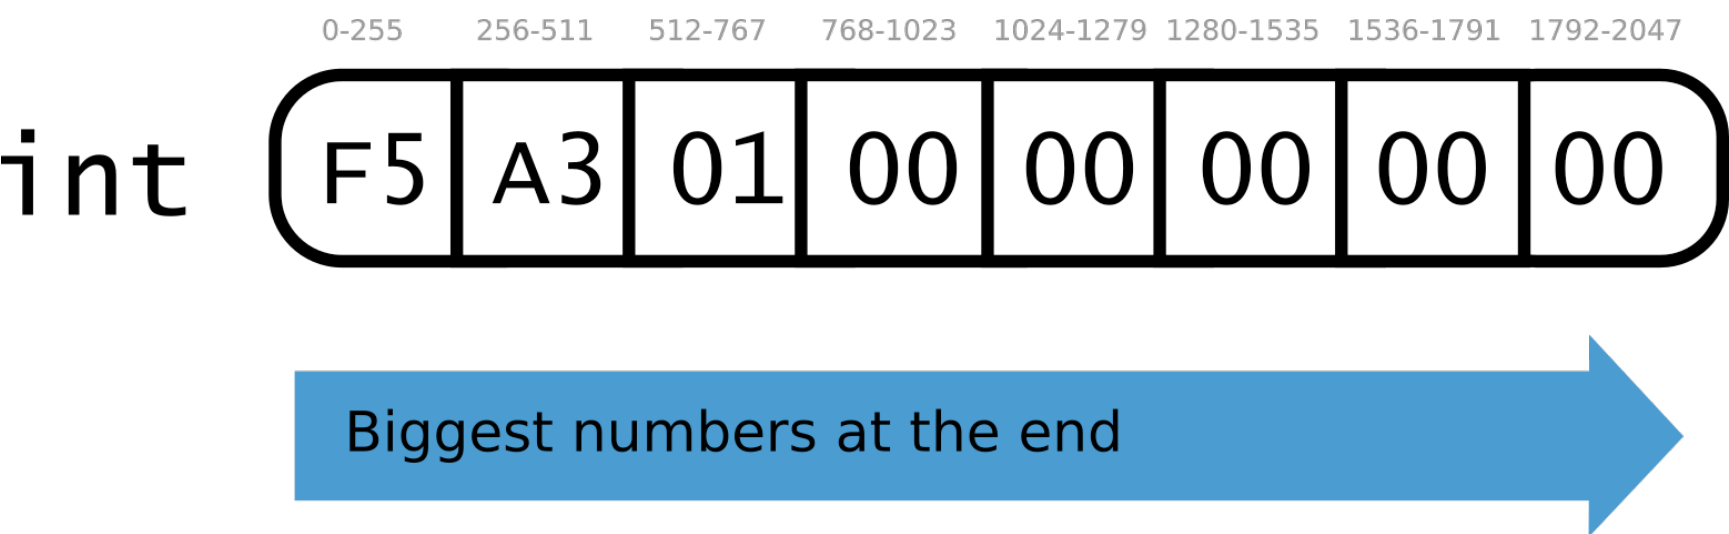 0-255 256-511 512-767 768-1023 1024-1279 1280-1535 1536-1791 1792-2047
int F5 A3 01 00 00 00 00 00
Biggest numbers at the end